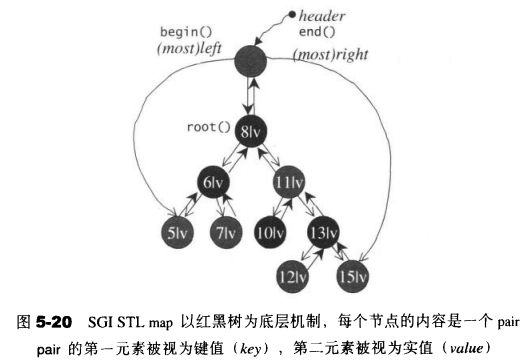 header
begin()
end()
(most)left
(most)right
root()
8|v
6|v
11|v
5|v
7|v
10|v
13|v
12|v
15|v
图 5-20 SGI STL map 以红黑树为底层机制，每个节点的内容是一个 pair
pair 的第一元素被视为键值（key），第二元素被视为实值（value）